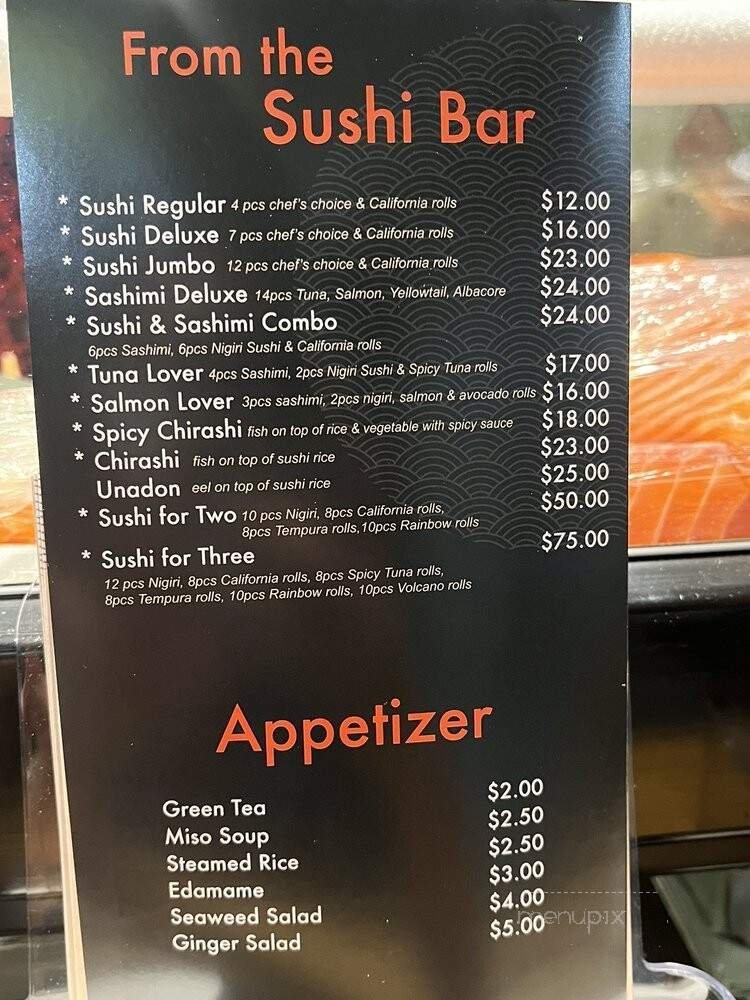 From the
Sushi Bar
* Sushi Regular 4 pcs chef's choice & California rolls $12.00
* Sushi Deluxe 7 pcs chef's choice & California rolls $16.00
* Sushi Jumbo 12 pcs chef's choice & California rolls $23.00
* Sashimi Deluxe 14pcs Tuna, Salmon, Yellowtail, Albacore $24.00
* Sushi & Sashimi Combo $24.00
6pcs Sashimi, 6pcs Nigiri Sushi & California rolls
* Tuna Lover 4pcs Sashimi, 2pcs Nigiri Sushi & Spicy Tuna rolls $17.00
* Salmon Lover 3pcs sashimi, 2pcs nigiri, salmon & avocado rolls $16.00
* Spicy Chirashi fish on top of rice & vegetable with spicy sauce $18.00
* Chirashi fish on top of sushi rice $23.00
Unadon eel on top of sushi rice $25.00
* Sushi for Two 10 pcs Nigiri, 8pcs California rolls, $50.00
8pcs Tempura rolls, 10pcs Rainbow rolls
* Sushi for Three $75.00
12 pcs Nigiri, 8pcs California rolls, 8pcs Spicy Tuna rolls,
8pcs Tempura rolls, 10pcs Rainbow rolls, 10pcs Volcano rolls
Appetizer
Green Tea $2.00
Miso Soup $2.50
Steamed Rice $2.50
Edamame $3.00
Seaweed Salad $4.00
Ginger Salad $5.00
menupix